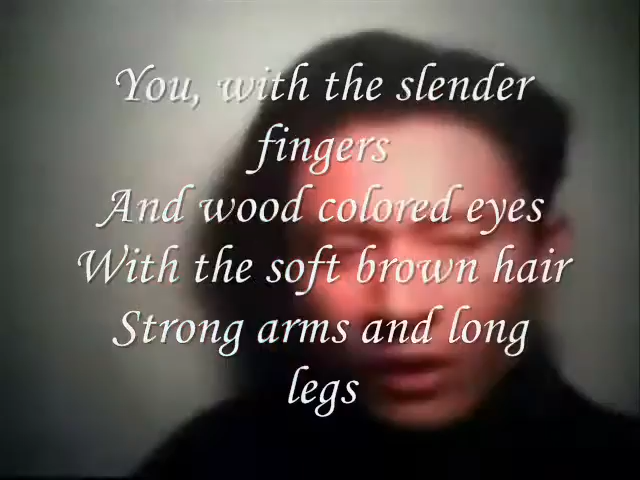 You, with the slender
fingers
And wood colored eyes
With the soft brown hair
Strong arms and long
legs